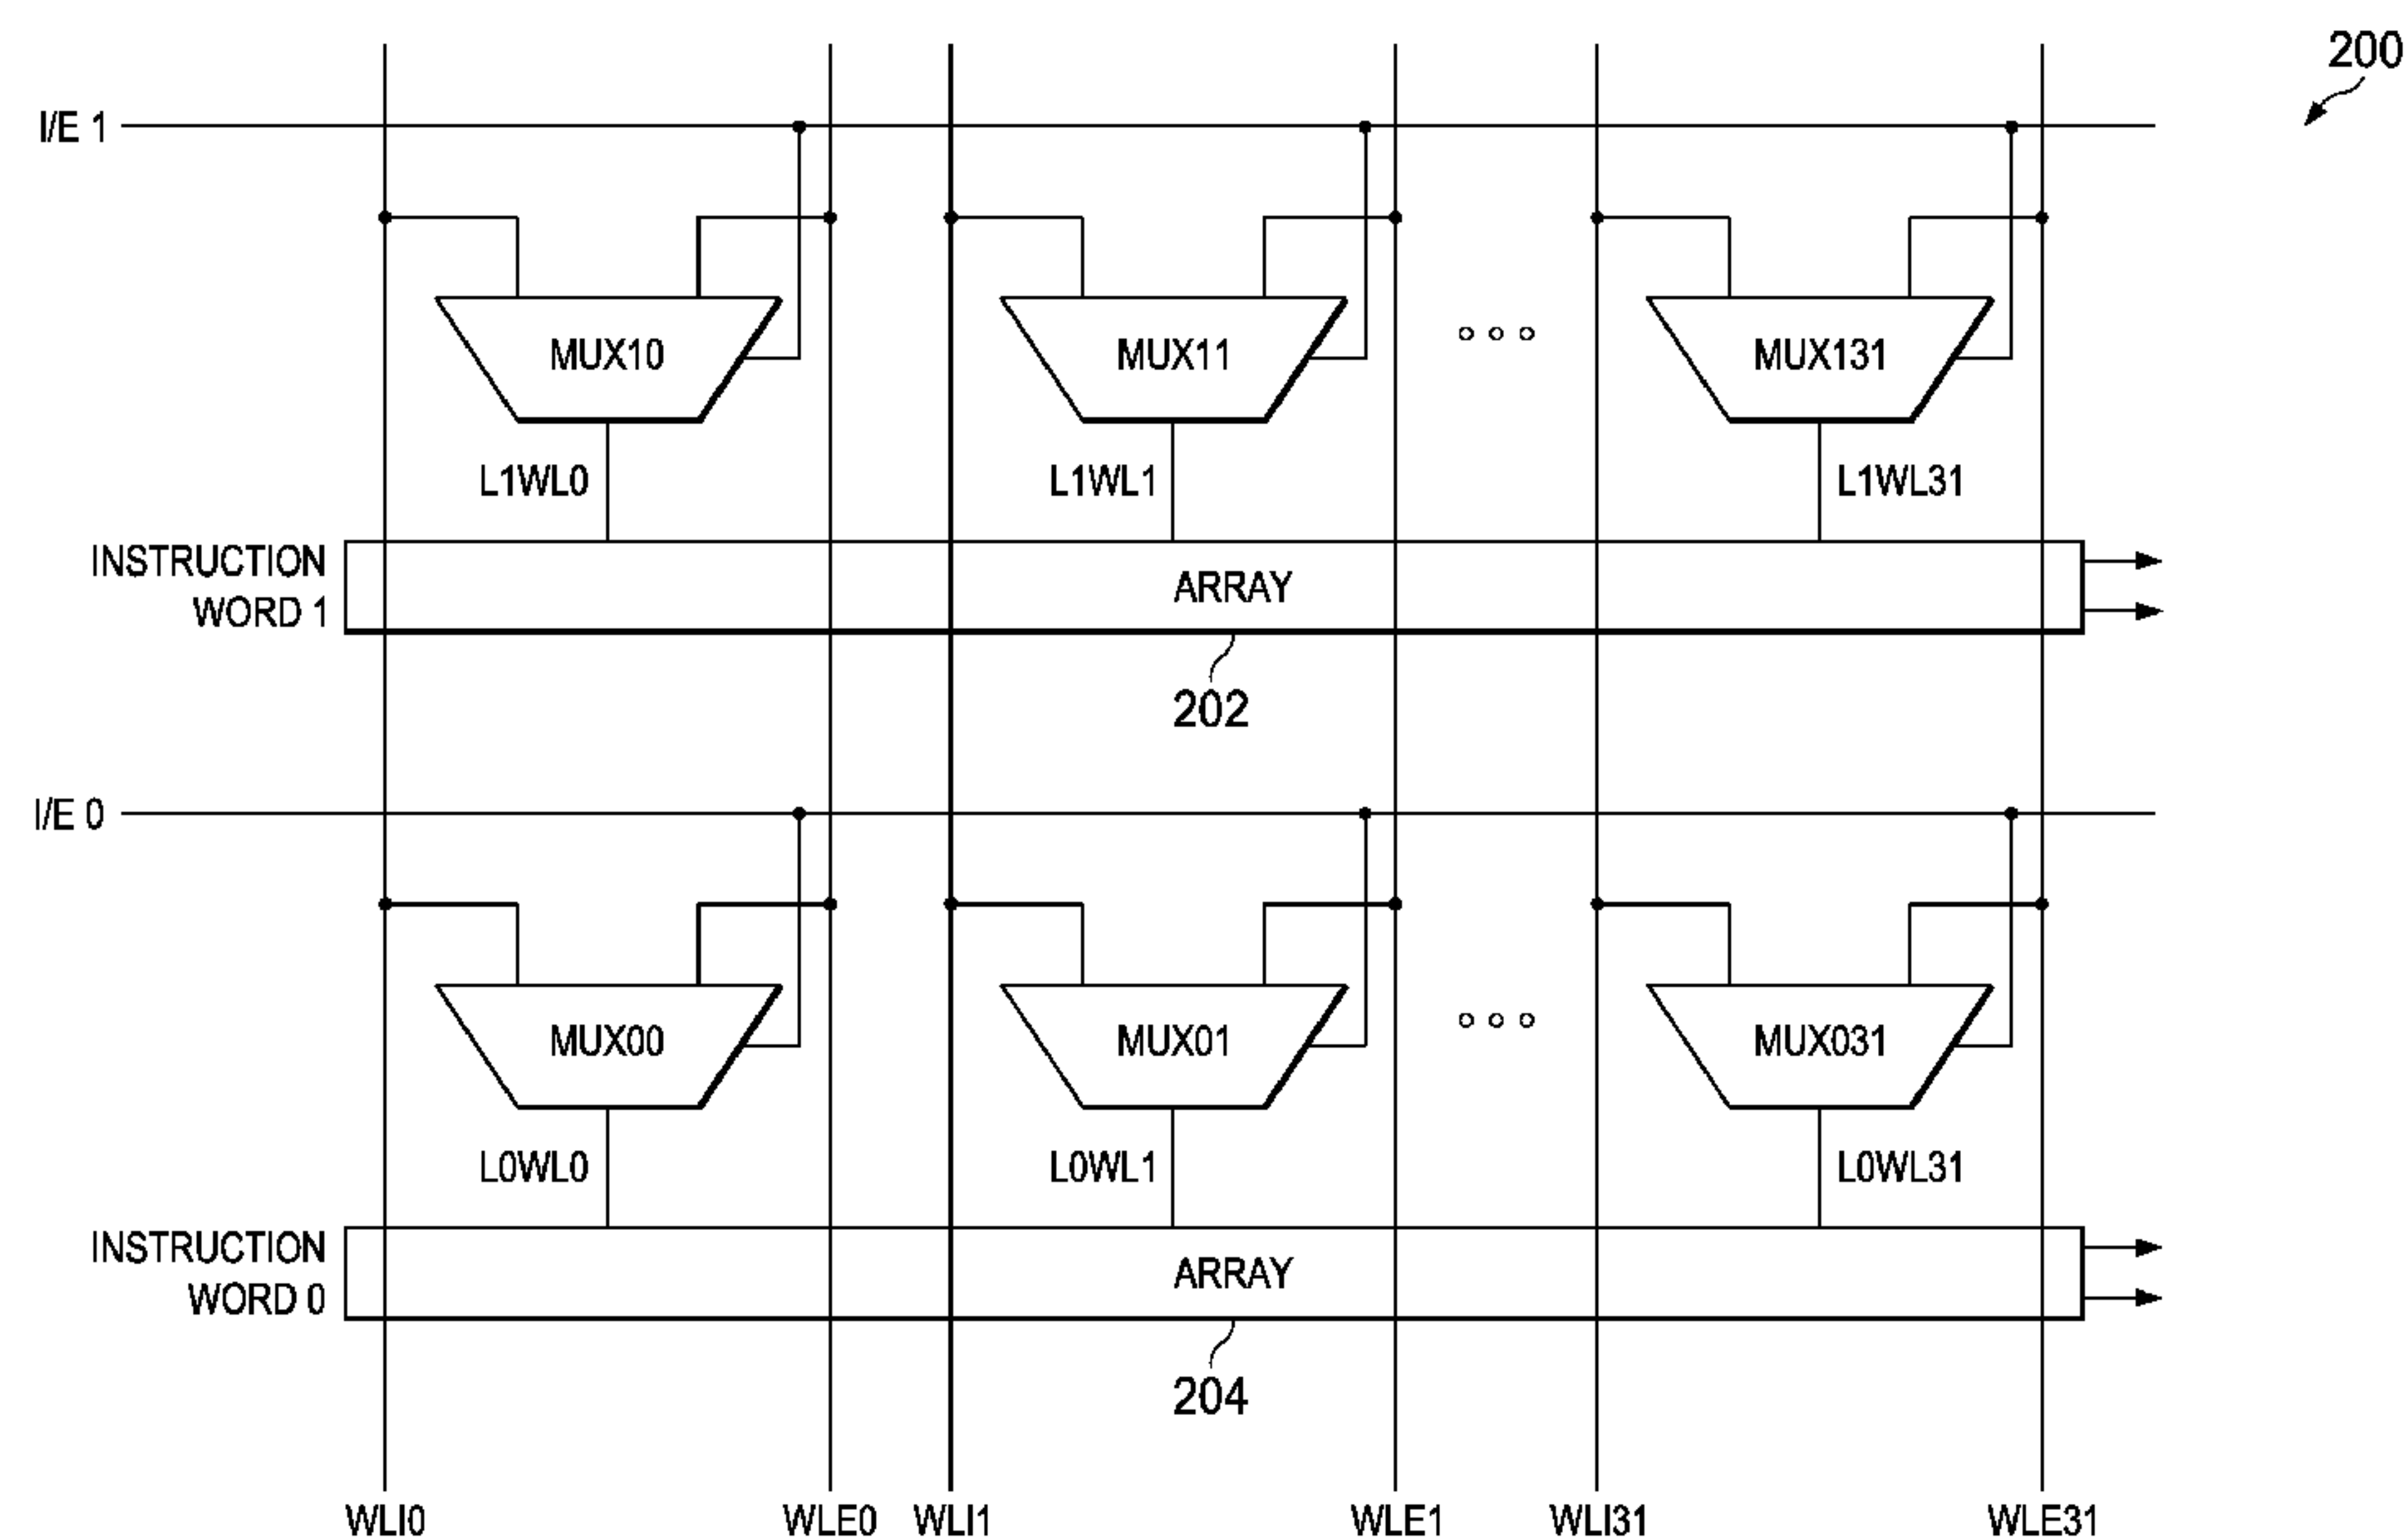 200
I/E 1
MUX10
MUX11
MUX131
L1WL0
L1WL1
L1WL31
INSTRUCTION
WORD 1
ARRAY
202
I/E 0
MUX00
MUX01
MUX031
L0WL0
L0WL1
L0WL31
INSTRUCTION
WORD 0
ARRAY
204
WLI0
WLE0
WLI1
WLE1
WLI31
WLE31